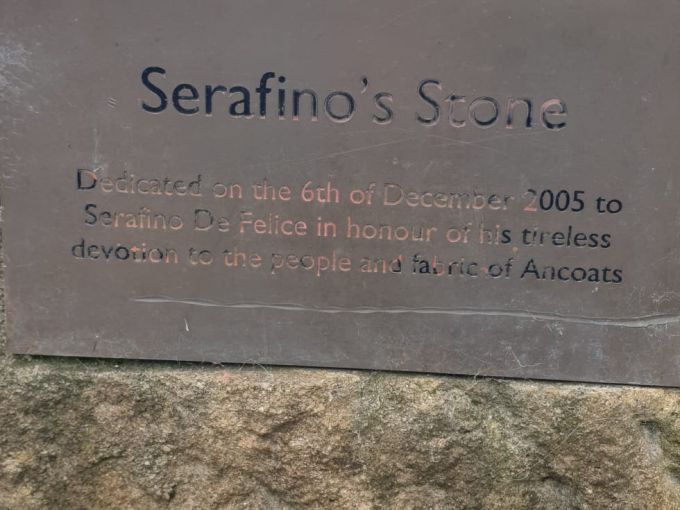 Serafino's Stone
Dedicated on the 6th of December 2005 to
Serafino De Felice in honour of his tireless
devotion to the people and fabric of Ancoats